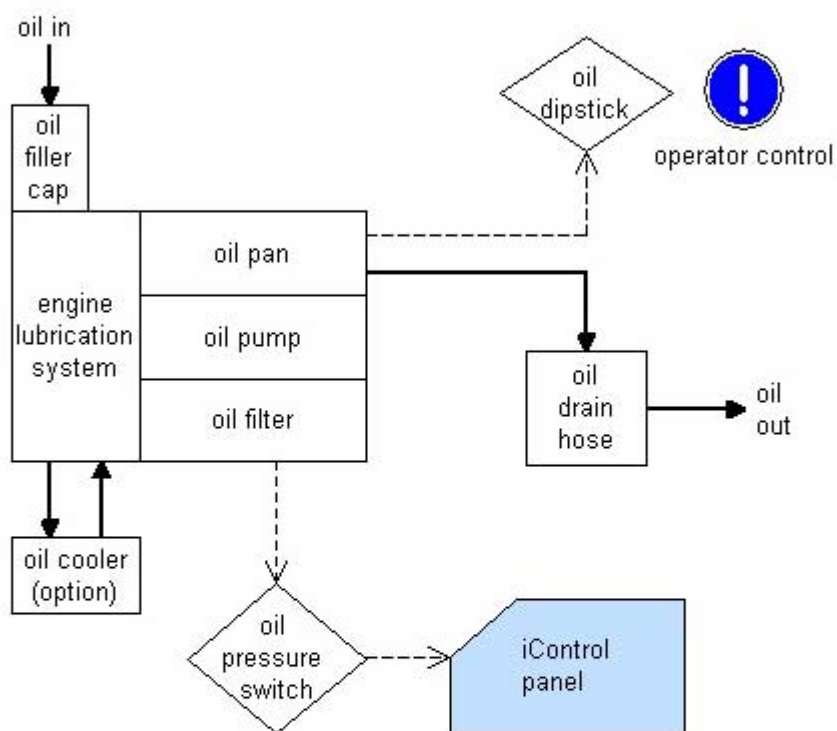 oil in
oil
filler
cap
oil
dipstick
operator control
engine
lubrication
system
oil pan
oil pump
oil filter
oil
drain
hose
oil
out
oil cooler
(option)
oil
pressure
switch
iControl
panel